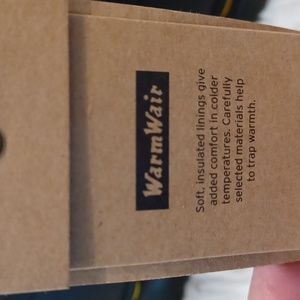 WarmWair
Soft, insulated linings give
added comfort in colder
temperatures. Carefully
selected materials help
to trap warmth.